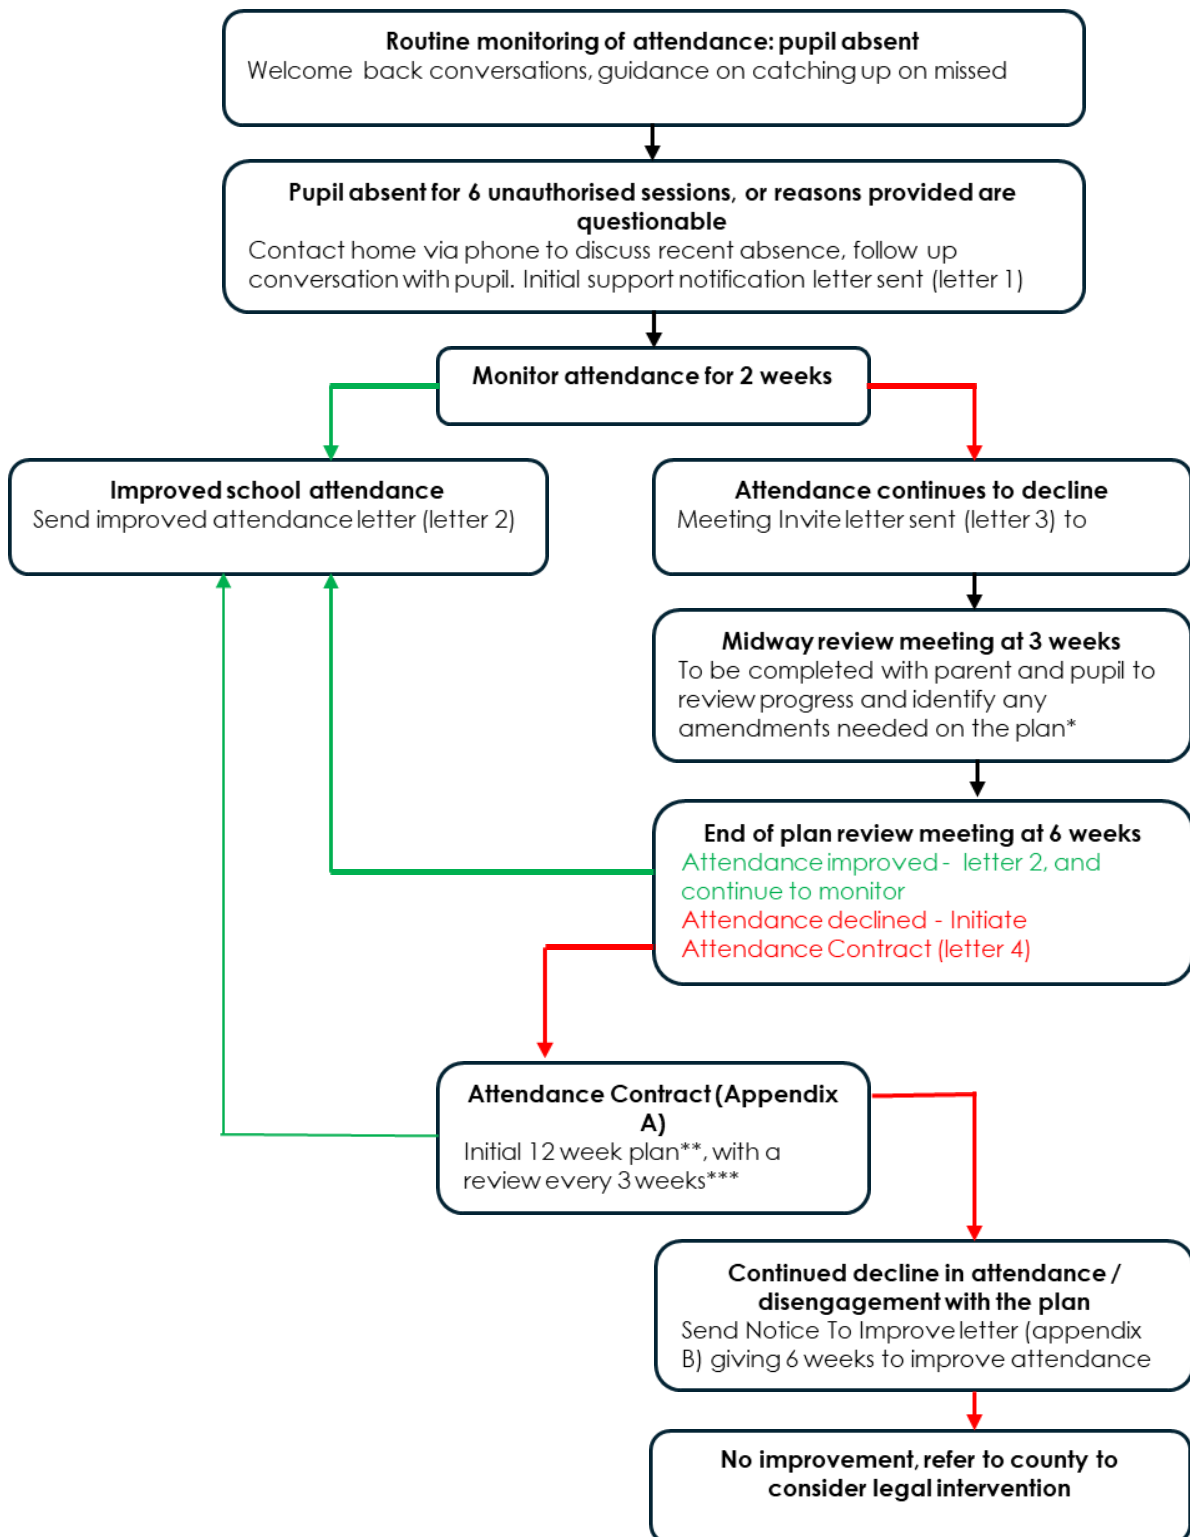 Routine monitoring of attendance: pupil absent
Welcome back conversations, guidance on catching up on missed
Pupil absent for 6 unauthorised sessions, or reasons provided are
questionable
Contact home via phone to discuss recent absence, follow up
conversation with pupil. Initial support notification letter sent (letter 1)
Monitor attendance for 2 weeks
Improved school attendance
Send improved attendance letter (letter 2)
Attendance continues to decline
Meeting Invite letter sent (letter 3) to
Midway review meeting at 3 weeks
To be completed with parent and pupil to
review progress and identify any
amendments needed on the plan*
End of plan review meeting at 6 weeks
Attendance improved - letter 2, and
continue to monitor
Attendance declined - Initiate
Attendance Contract (letter 4)
Attendance Contract (Appendix
A)
Initial 12 week plan**, with a
review every 3 weeks***
Continued decline in attendance /
disengagement with the plan
Send Notice To Improve letter (appendix
B) giving 6 weeks to improve attendance
No improvement, refer to county to
consider legal intervention